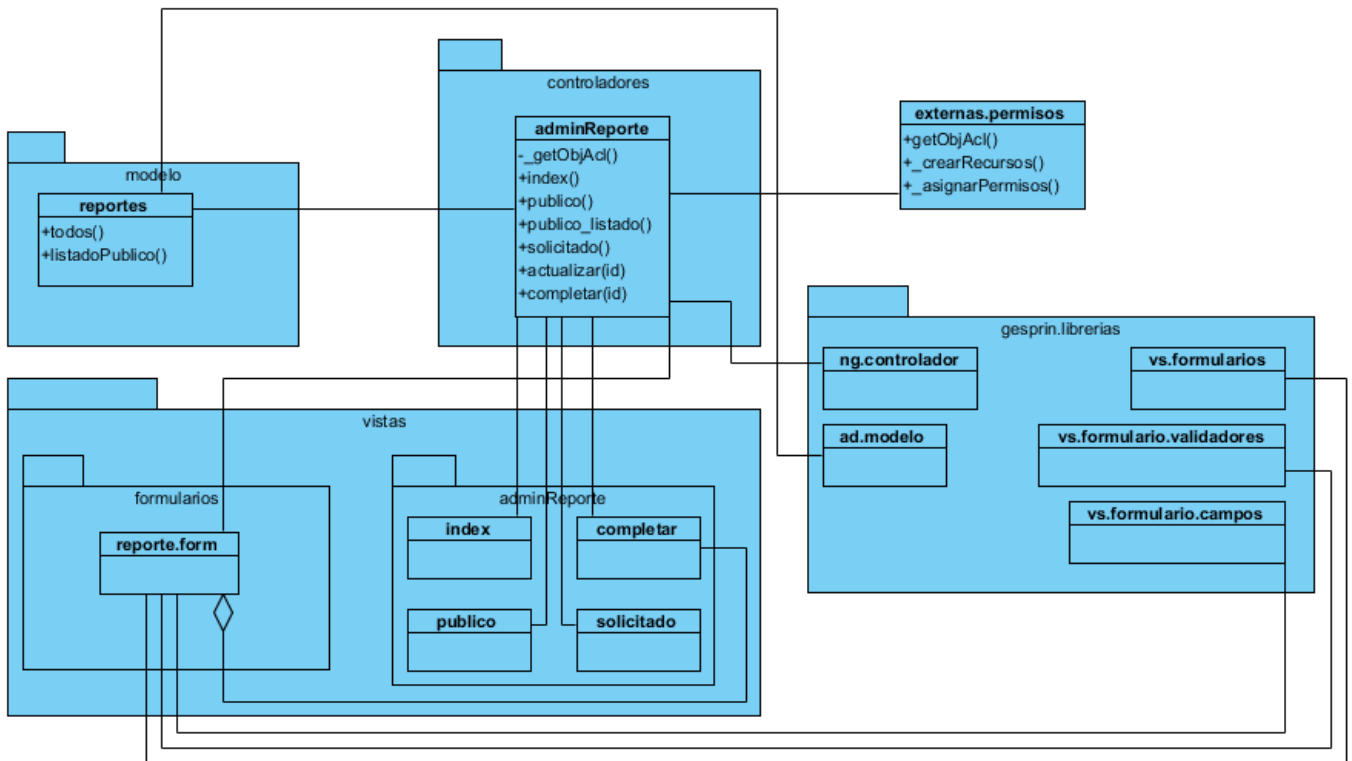 controladores
adminReporte
-_getObjAcl()
+index()
+publico()
+publico_listado()
+solicitado()
+actualizar(id)
+completar(id)
externas.permisos
+getObjAcl()
+_crearRecursos()
+_asignarPermisos()
modelo
reportes
+todos()
+listadoPublico()
gesprin.librerias
ng.controlador
vs.formularios
ad.modelo
vs.formulario.validadores
vs.formulario.campos
vistas
formularios
reporte.form
adminReporte
index
completar
publico
solicitado